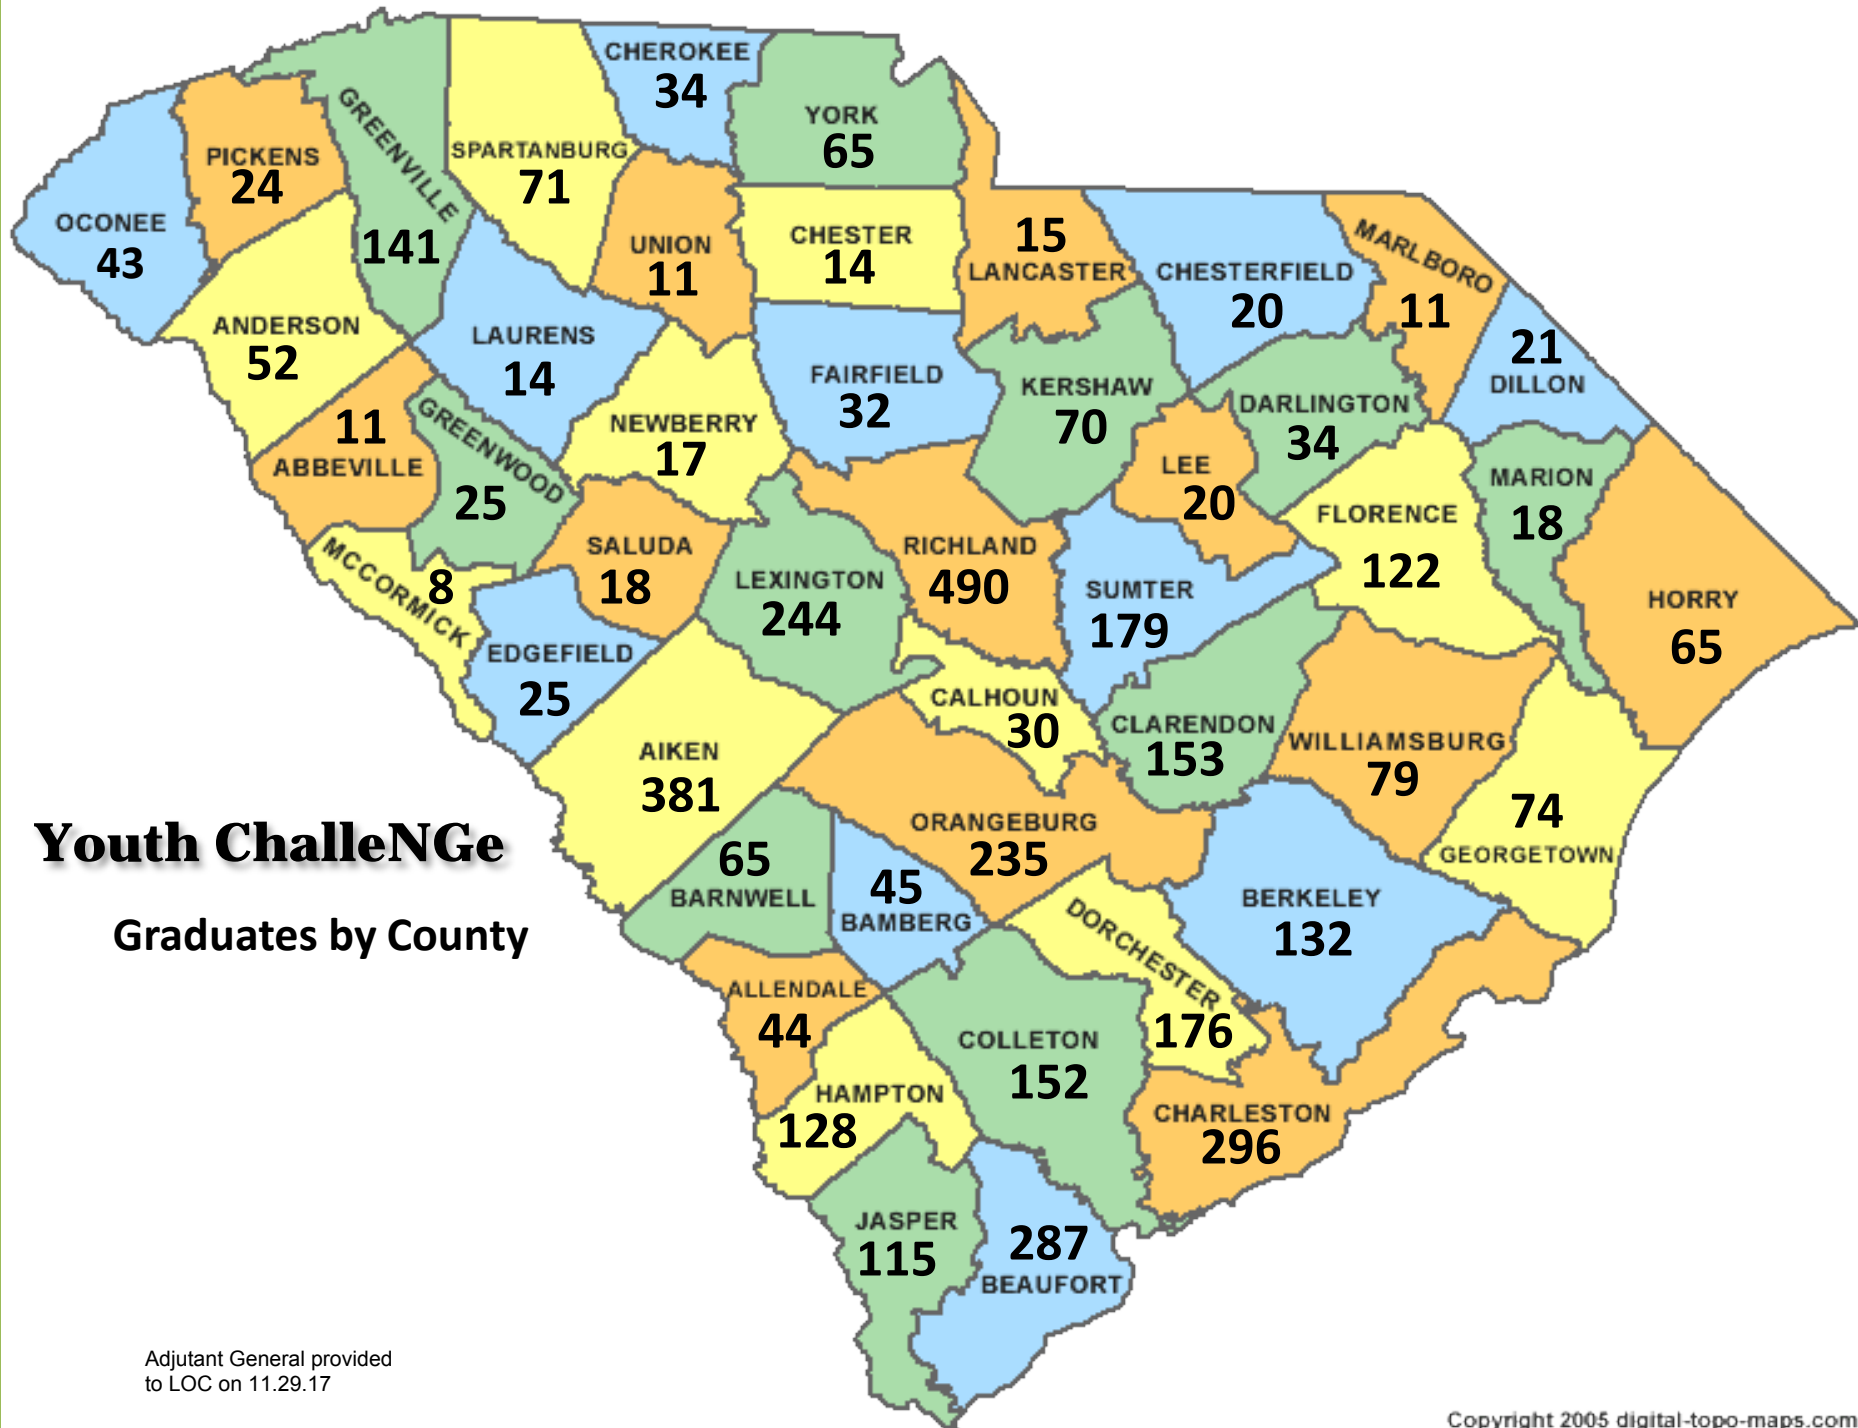 CHEROKEE
34
YORK
65
GREENVILLE
141
SPARTANBURG
71
PICKENS
24
OCONEE
43
UNION
11
CHESTER
14
15
LANCASTER
CHESTERFIELD
20
MARLBORO
11
ANDERSON
52
LAURENS
14
21
DILLON
FAIRFIELD
32
KERSHAW
70
DARLINGTON
34
NEWBERRY
17
11
ABBEVILLE
GREENWOOD
25
LEE
20
MARION
18
FLORENCE
122
SALUDA
18
RICHLAND
490
MCCORMICK
8
LEXINGTON
244
SUMTER
179
HORRY
65
EDGEFIELD
25
CALHOUN
30
CLARENDON
153
WILLIAMSBURG
79
AIKEN
381
74
GEORGETOWN
ORANGEBURG
235
Youth ChalleNGe
65
BARNWELL
45
BAMBERG
BERKELEY
132
Graduates by County
DORCHESTER
176
ALLENDALE
44
COLLETON
152
HAMPTON
128
CHARLESTON
296
JASPER
115
287
BEAUFORT
Adjutant General provided
to LOC on 11.29.17
Copyright 2005 digital-topo-maps.com